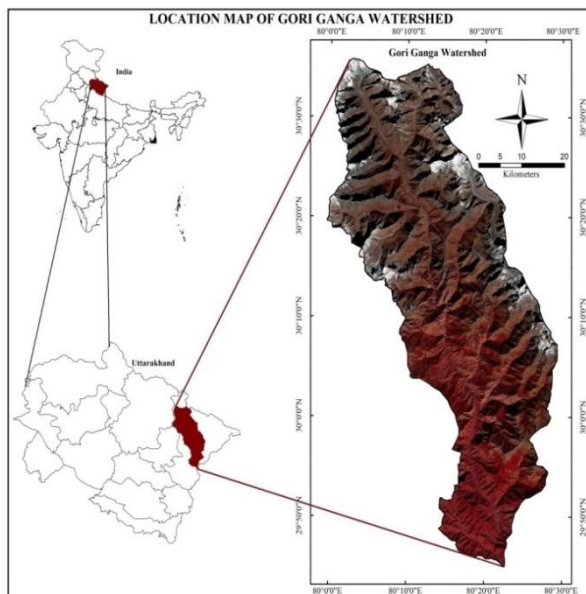 LOCATION MAP OF GORI GANGA WATERSHED
80°0'0"E 80°10'0"E 80°20'0"E 80°30'0"E
India
Gori Ganga Watershed
N
0 5 10 20
Kilometers
30°30'0"N
30°20'0"N
30°10'0"N
30°0'0"N
29°50'0"N
Uttarakhand
80°0'0"E 80°10'0"E 80°20'0"E 80°30'0"E